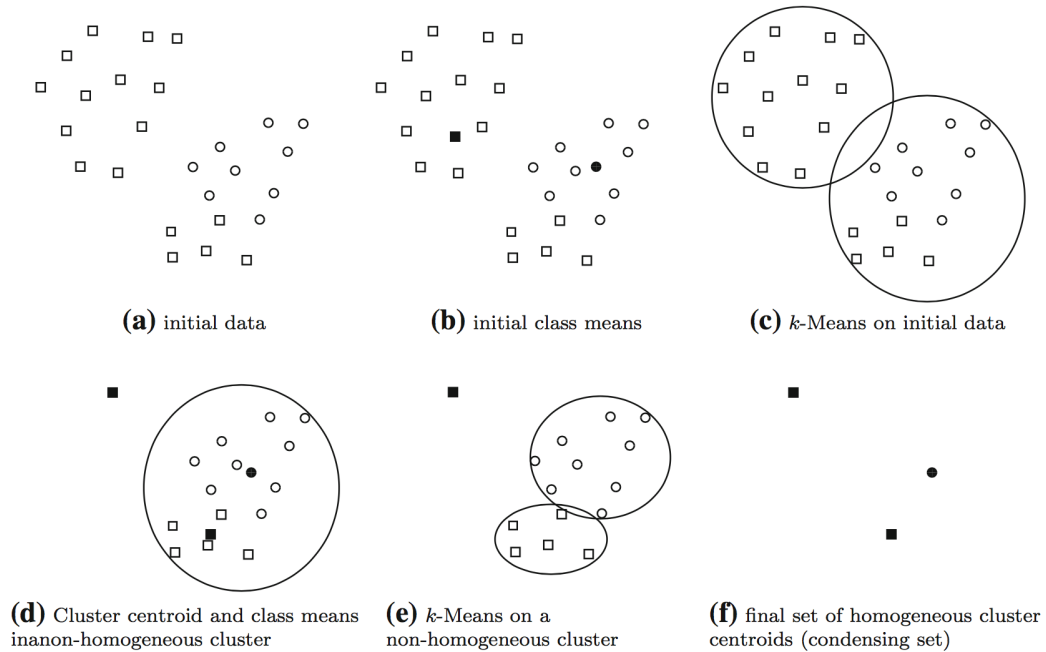 (a) initial data
(b) initial class means
(c) k-Means on initial data
(d) Cluster centroid and class means
inanon-homogeneous cluster
(e) k-Means on a
non-homogeneous cluster
(f) final set of homogeneous cluster
centroids (condensing set)